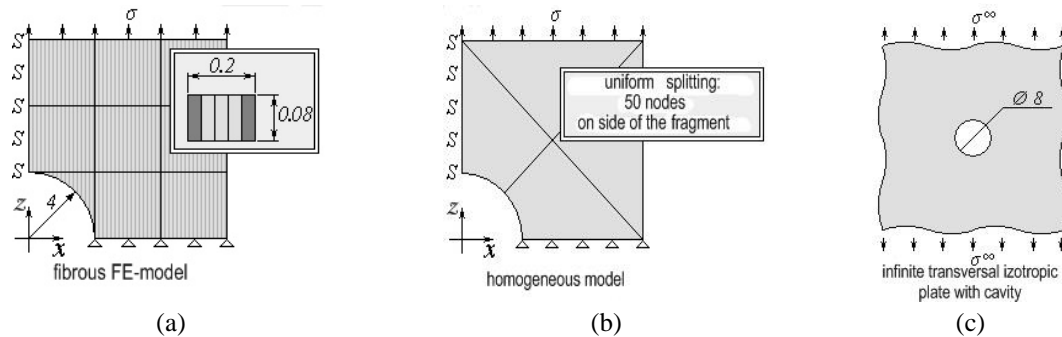 σ
S
S
S
S
S
0.2
0.08
z
4
x
fibrous FE-model
(a)
σ
S
S
S
S
S
uniform splitting:
50 nodes
on side of the fragment
z
x
homogeneous model
(b)
σ∞
Ø 8
σ∞
infinite transversal izotropic
plate with cavity
(c)